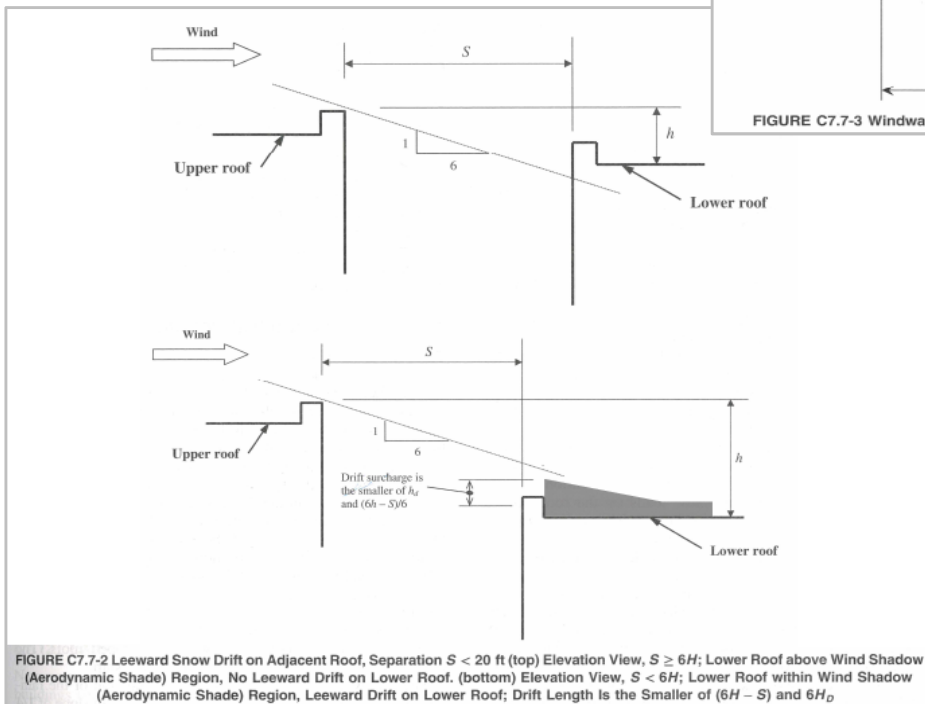 FIGURE C7.7-3 Windwa
Wind
S
h
1
6
Upper roof
Lower roof
Wind
S
1
6
h
Upper roof
Drift surcharge is
the smaller of h_d
and (6h – S)/6
Lower roof
FIGURE C7.7-2 Leeward Snow Drift on Adjacent Roof, Separation S < 20 ft (top) Elevation View, S ≥ 6H; Lower Roof above Wind Shadow
(Aerodynamic Shade) Region, No Leeward Drift on Lower Roof. (bottom) Elevation View, S < 6H; Lower Roof within Wind Shadow
(Aerodynamic Shade) Region, Leeward Drift on Lower Roof; Drift Length Is the Smaller of (6H – S) and 6H_D